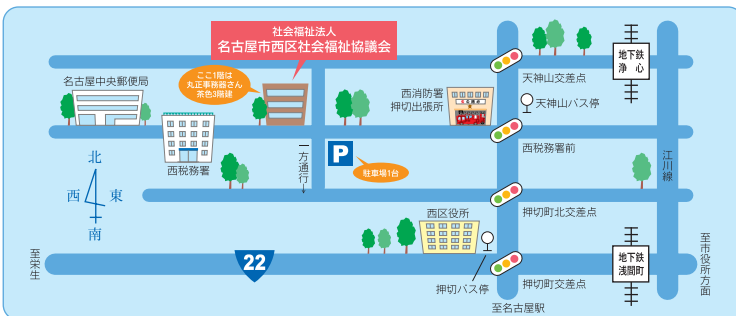 社会福祉法人
名古屋市西区社会福祉協議会
名古屋中央郵便局
ここ1階は
丸正事務器さん
茶色3階建
西消防署
押切出張所
天神山交差点
天神山バス停
地下鉄
浄心
西税務署
西税務署前
一方通行→
P
駐車場1台
江川線
北
西 東
南
押切町北交差点
西区役所
至栄生
22
押切バス停
押切町交差点
地下鉄
浅間町
至市役所方面
至名古屋駅